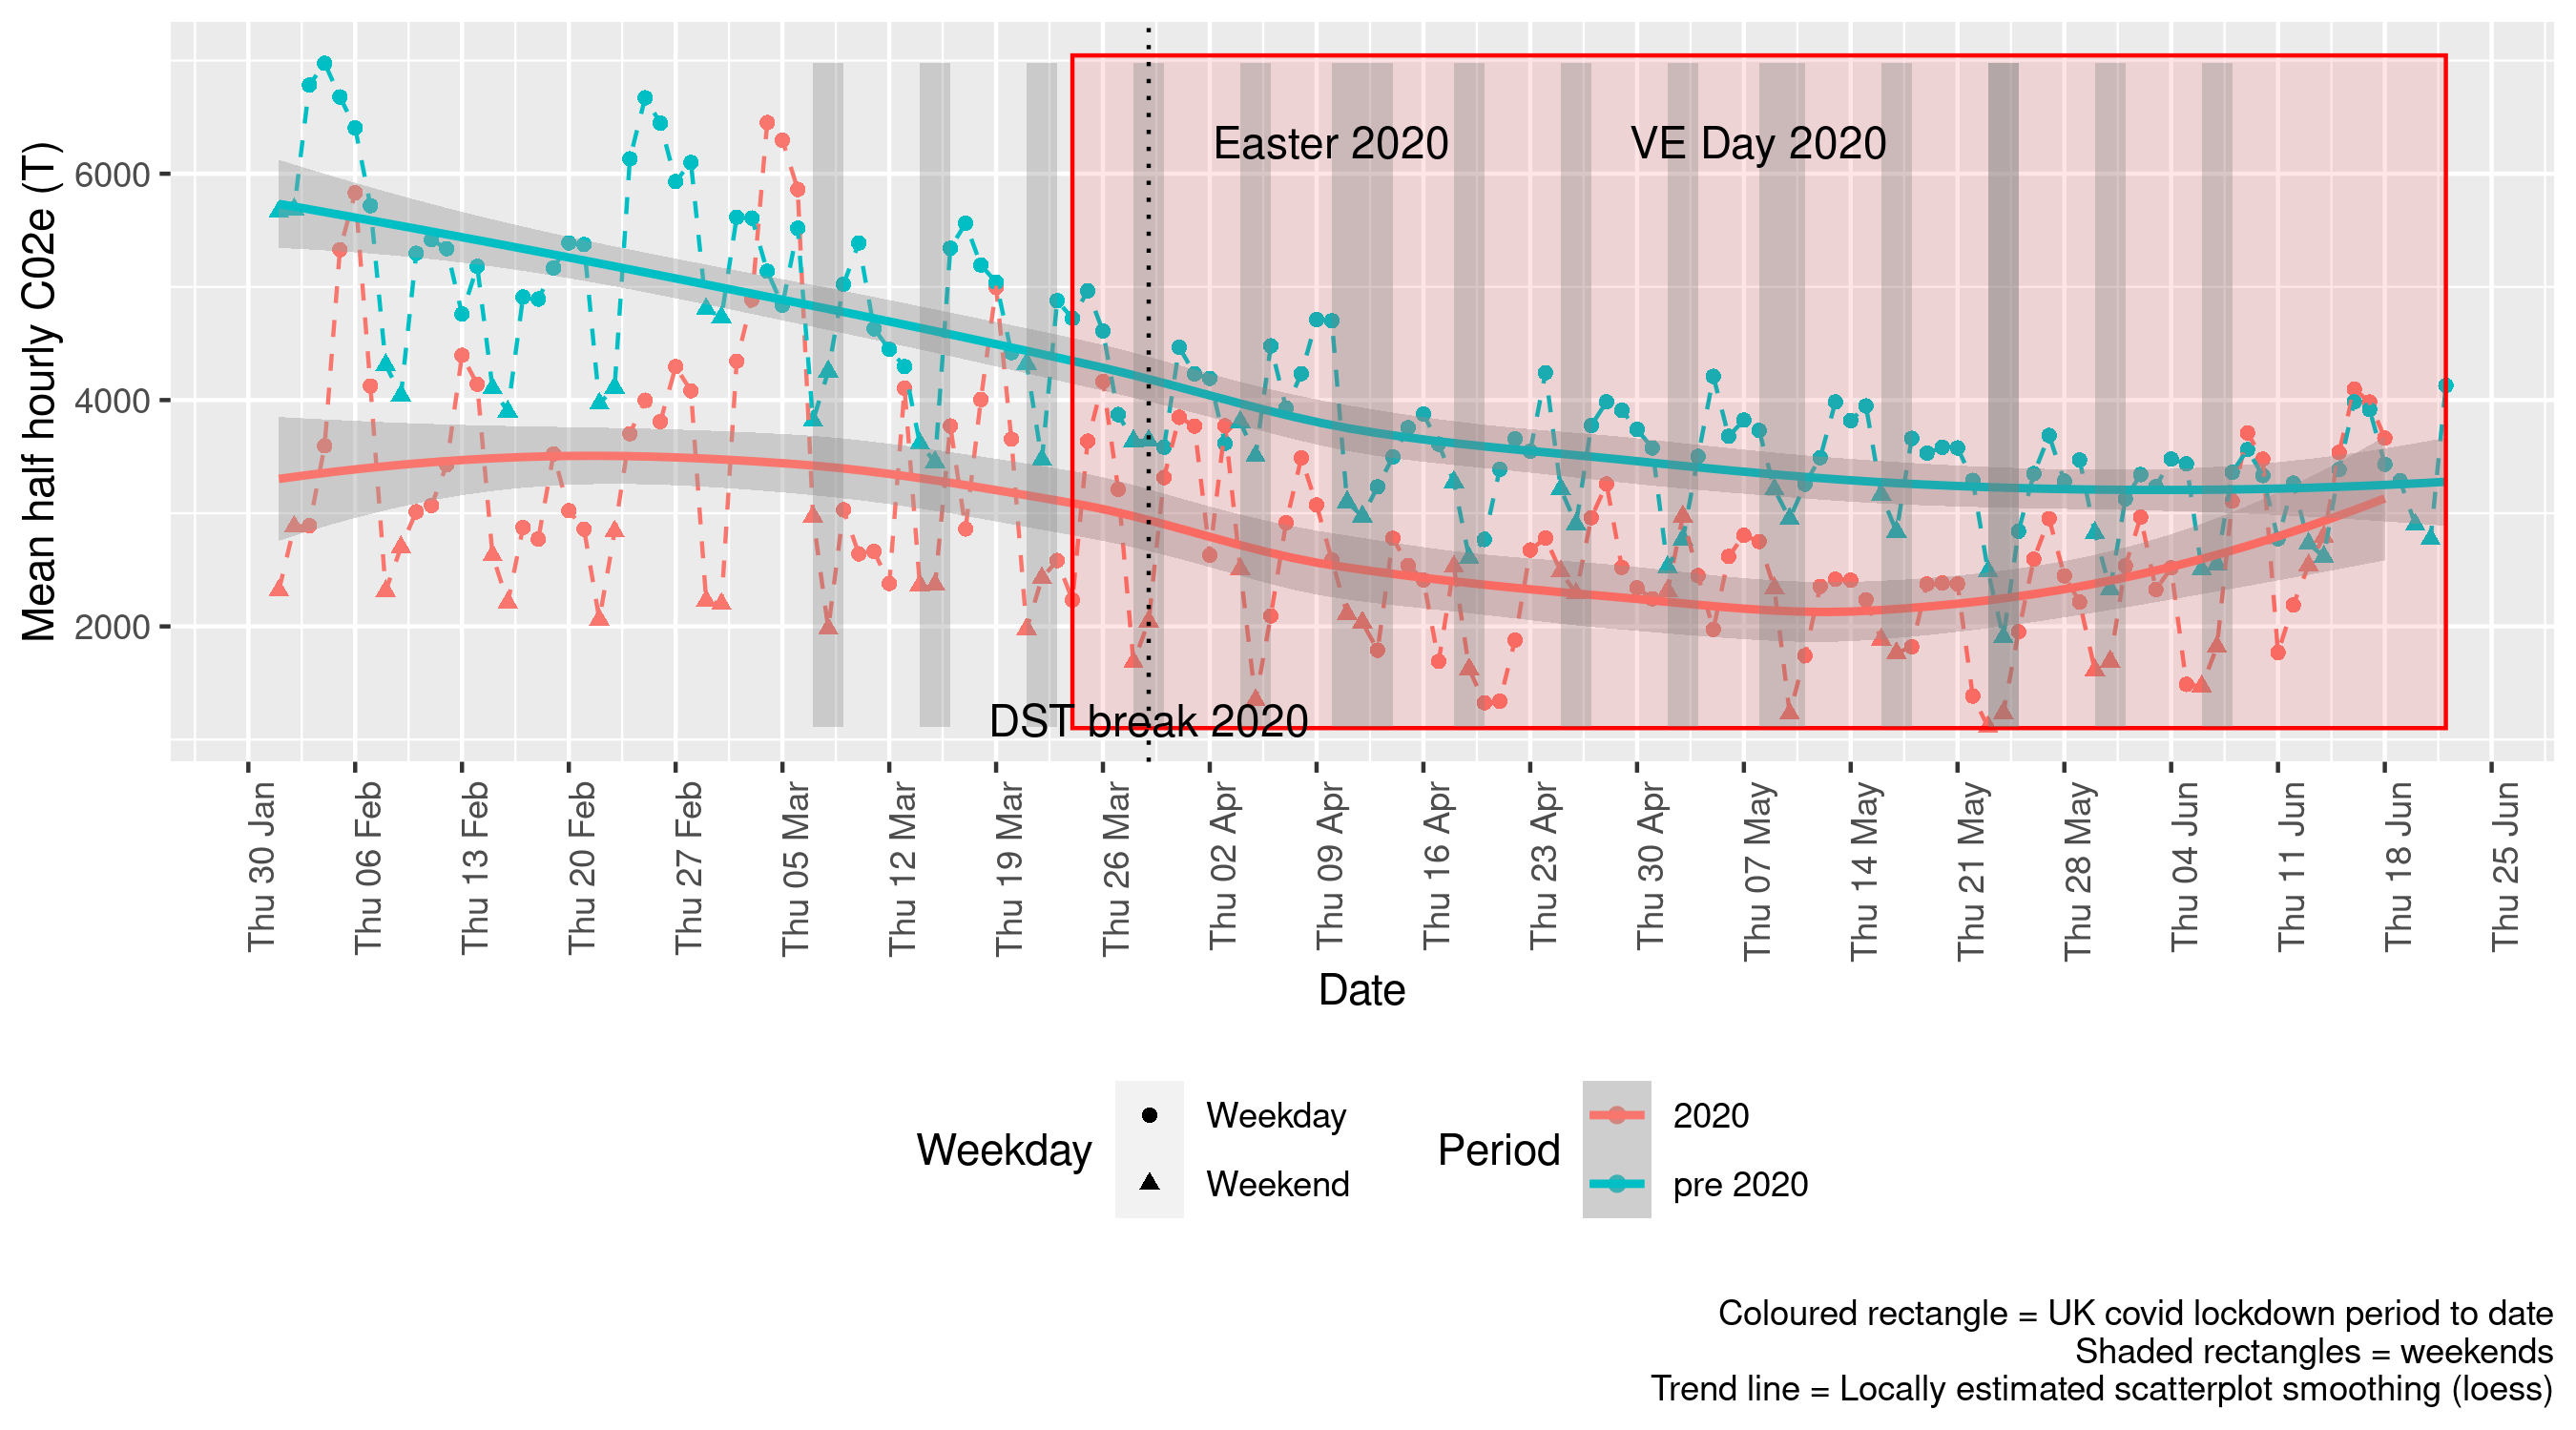 Mean half hourly C02e (T)
6000
4000
2000
Easter 2020
VE Day 2020
DST break 2020
Thu 30 Jan
Thu 06 Feb
Thu 13 Feb
Thu 20 Feb
Thu 27 Feb
Thu 05 Mar
Thu 12 Mar
Thu 19 Mar
Thu 26 Mar
Thu 02 Apr
Thu 09 Apr
Thu 16 Apr
Thu 23 Apr
Thu 30 Apr
Thu 07 May
Thu 14 May
Thu 21 May
Thu 28 May
Thu 04 Jun
Thu 11 Jun
Thu 18 Jun
Thu 25 Jun
Date
Weekday
Weekday
Weekend
Period
2020
pre 2020
Coloured rectangle = UK covid lockdown period to date
Shaded rectangles = weekends
Trend line = Locally estimated scatterplot smoothing (loess)